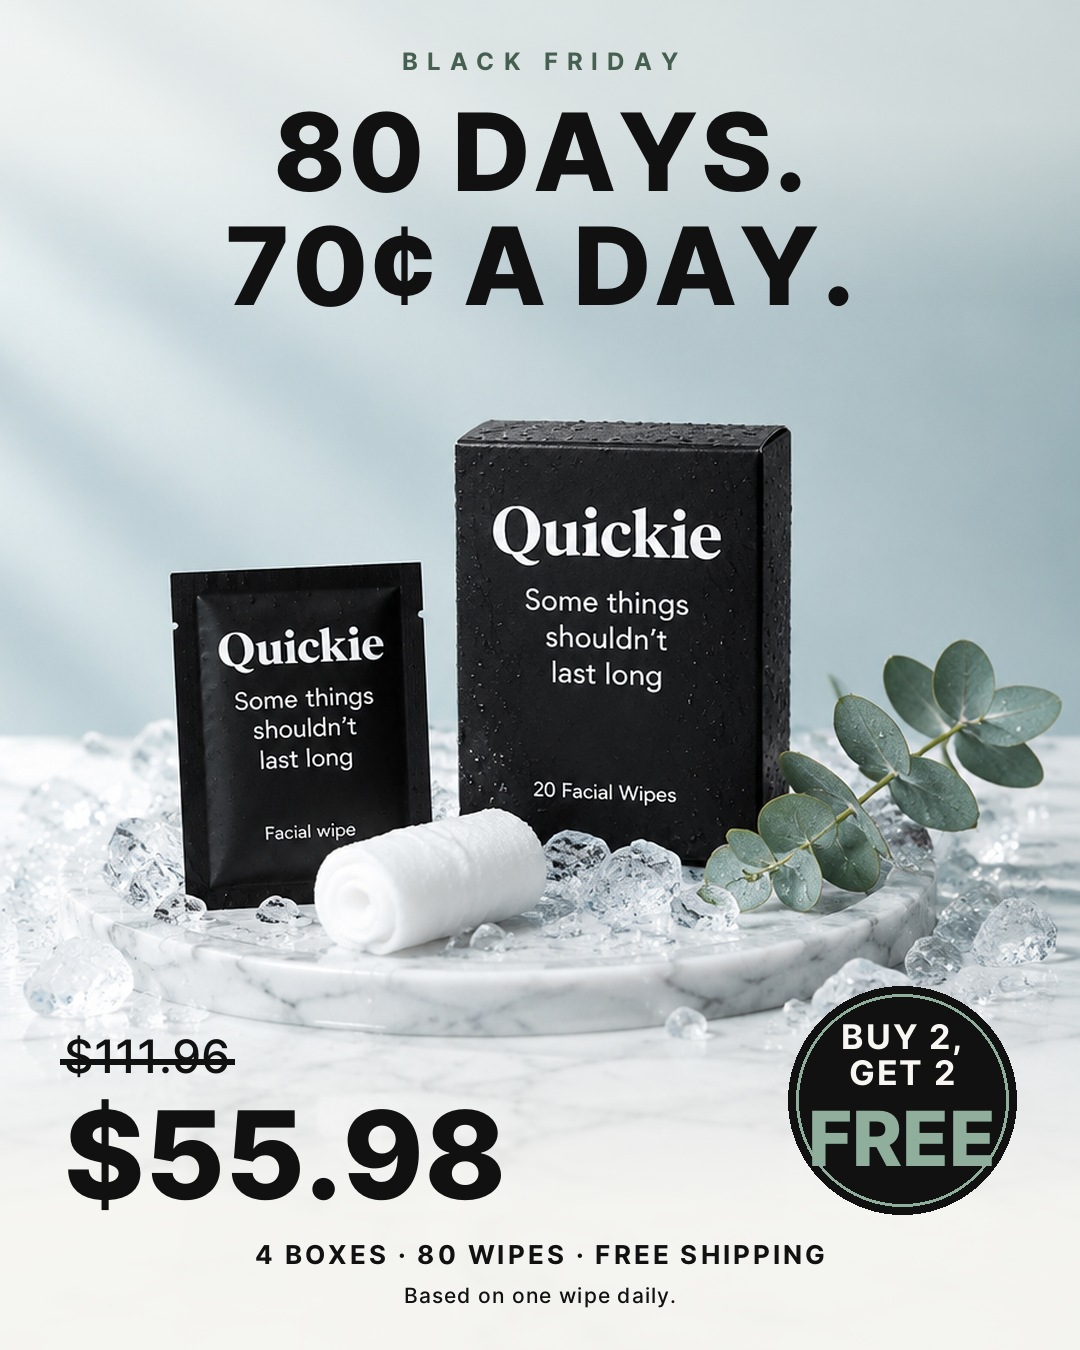 BLACK FRIDAY
80 DAYS.
70¢ A DAY.
Quickie
Some things
shouldn't
last long
20 Facial Wipes
Quickie
Some things
shouldn't
last long
Facial wipe
$111.96
$55.98
BUY 2,
GET 2
FREE
4 BOXES · 80 WIPES · FREE SHIPPING
Based on one wipe daily.